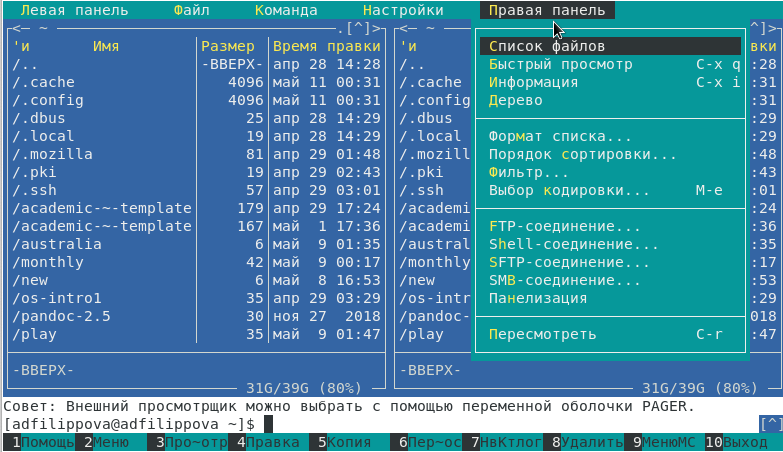 Левая панель Файл Команда Настройки Правая панель
<─ ~ .[^]> <─ ~ ^]>
'и Имя Размер Время правки 'и Список файлов вки
/.. -ВВЕРХ- апр 28 14:28 /.. Быстрый просмотр C-x q :28
/.cache 4096 май 11 00:31 /.cache Информация C-x i :31
/.config 4096 май 11 00:31 /.config Дерево :31
/.dbus 25 апр 28 14:29 /.dbus :29
/.local 19 апр 28 14:29 /.local Формат списка... :29
/.mozilla 81 апр 29 01:48 /.mozill Порядок сортировки... :48
/.pki 19 апр 29 02:43 /.pki Фильтр... :43
/.ssh 57 апр 29 03:01 /.ssh Выбор кодировки... M-e :01
/academic-~-template 179 апр 29 17:24 /academi :24
/academic-~-template 167 май 1 17:36 /academi FTP-соединение... :36
/australia 6 май 9 01:35 /austral Shell-соединение... :35
/monthly 42 май 9 00:17 /monthly SFTP-соединение... :17
/new 6 май 8 16:53 /new SMB-соединение... :53
/os-intro1 35 апр 29 03:29 /os-intr Панелизация :29
/pandoc-2.5 30 ноя 27 2018 /pandoc- 018
/play 35 май 9 01:47 /play Пересмотреть C-r :47
-ВВЕРХ- -ВВЕРХ-
31G/39G (80%) 31G/39G (80%)
Совет: Внешний просмотрщик можно выбрать с помощью переменной оболочки PAGER.
[adfilippova@adfilippova ~]$ [^]
1Помощь 2Меню 3Про~отр 4Правка 5Копия 6Пер~ос 7НвКтлог 8Удалить 9МенюМС 10Выход